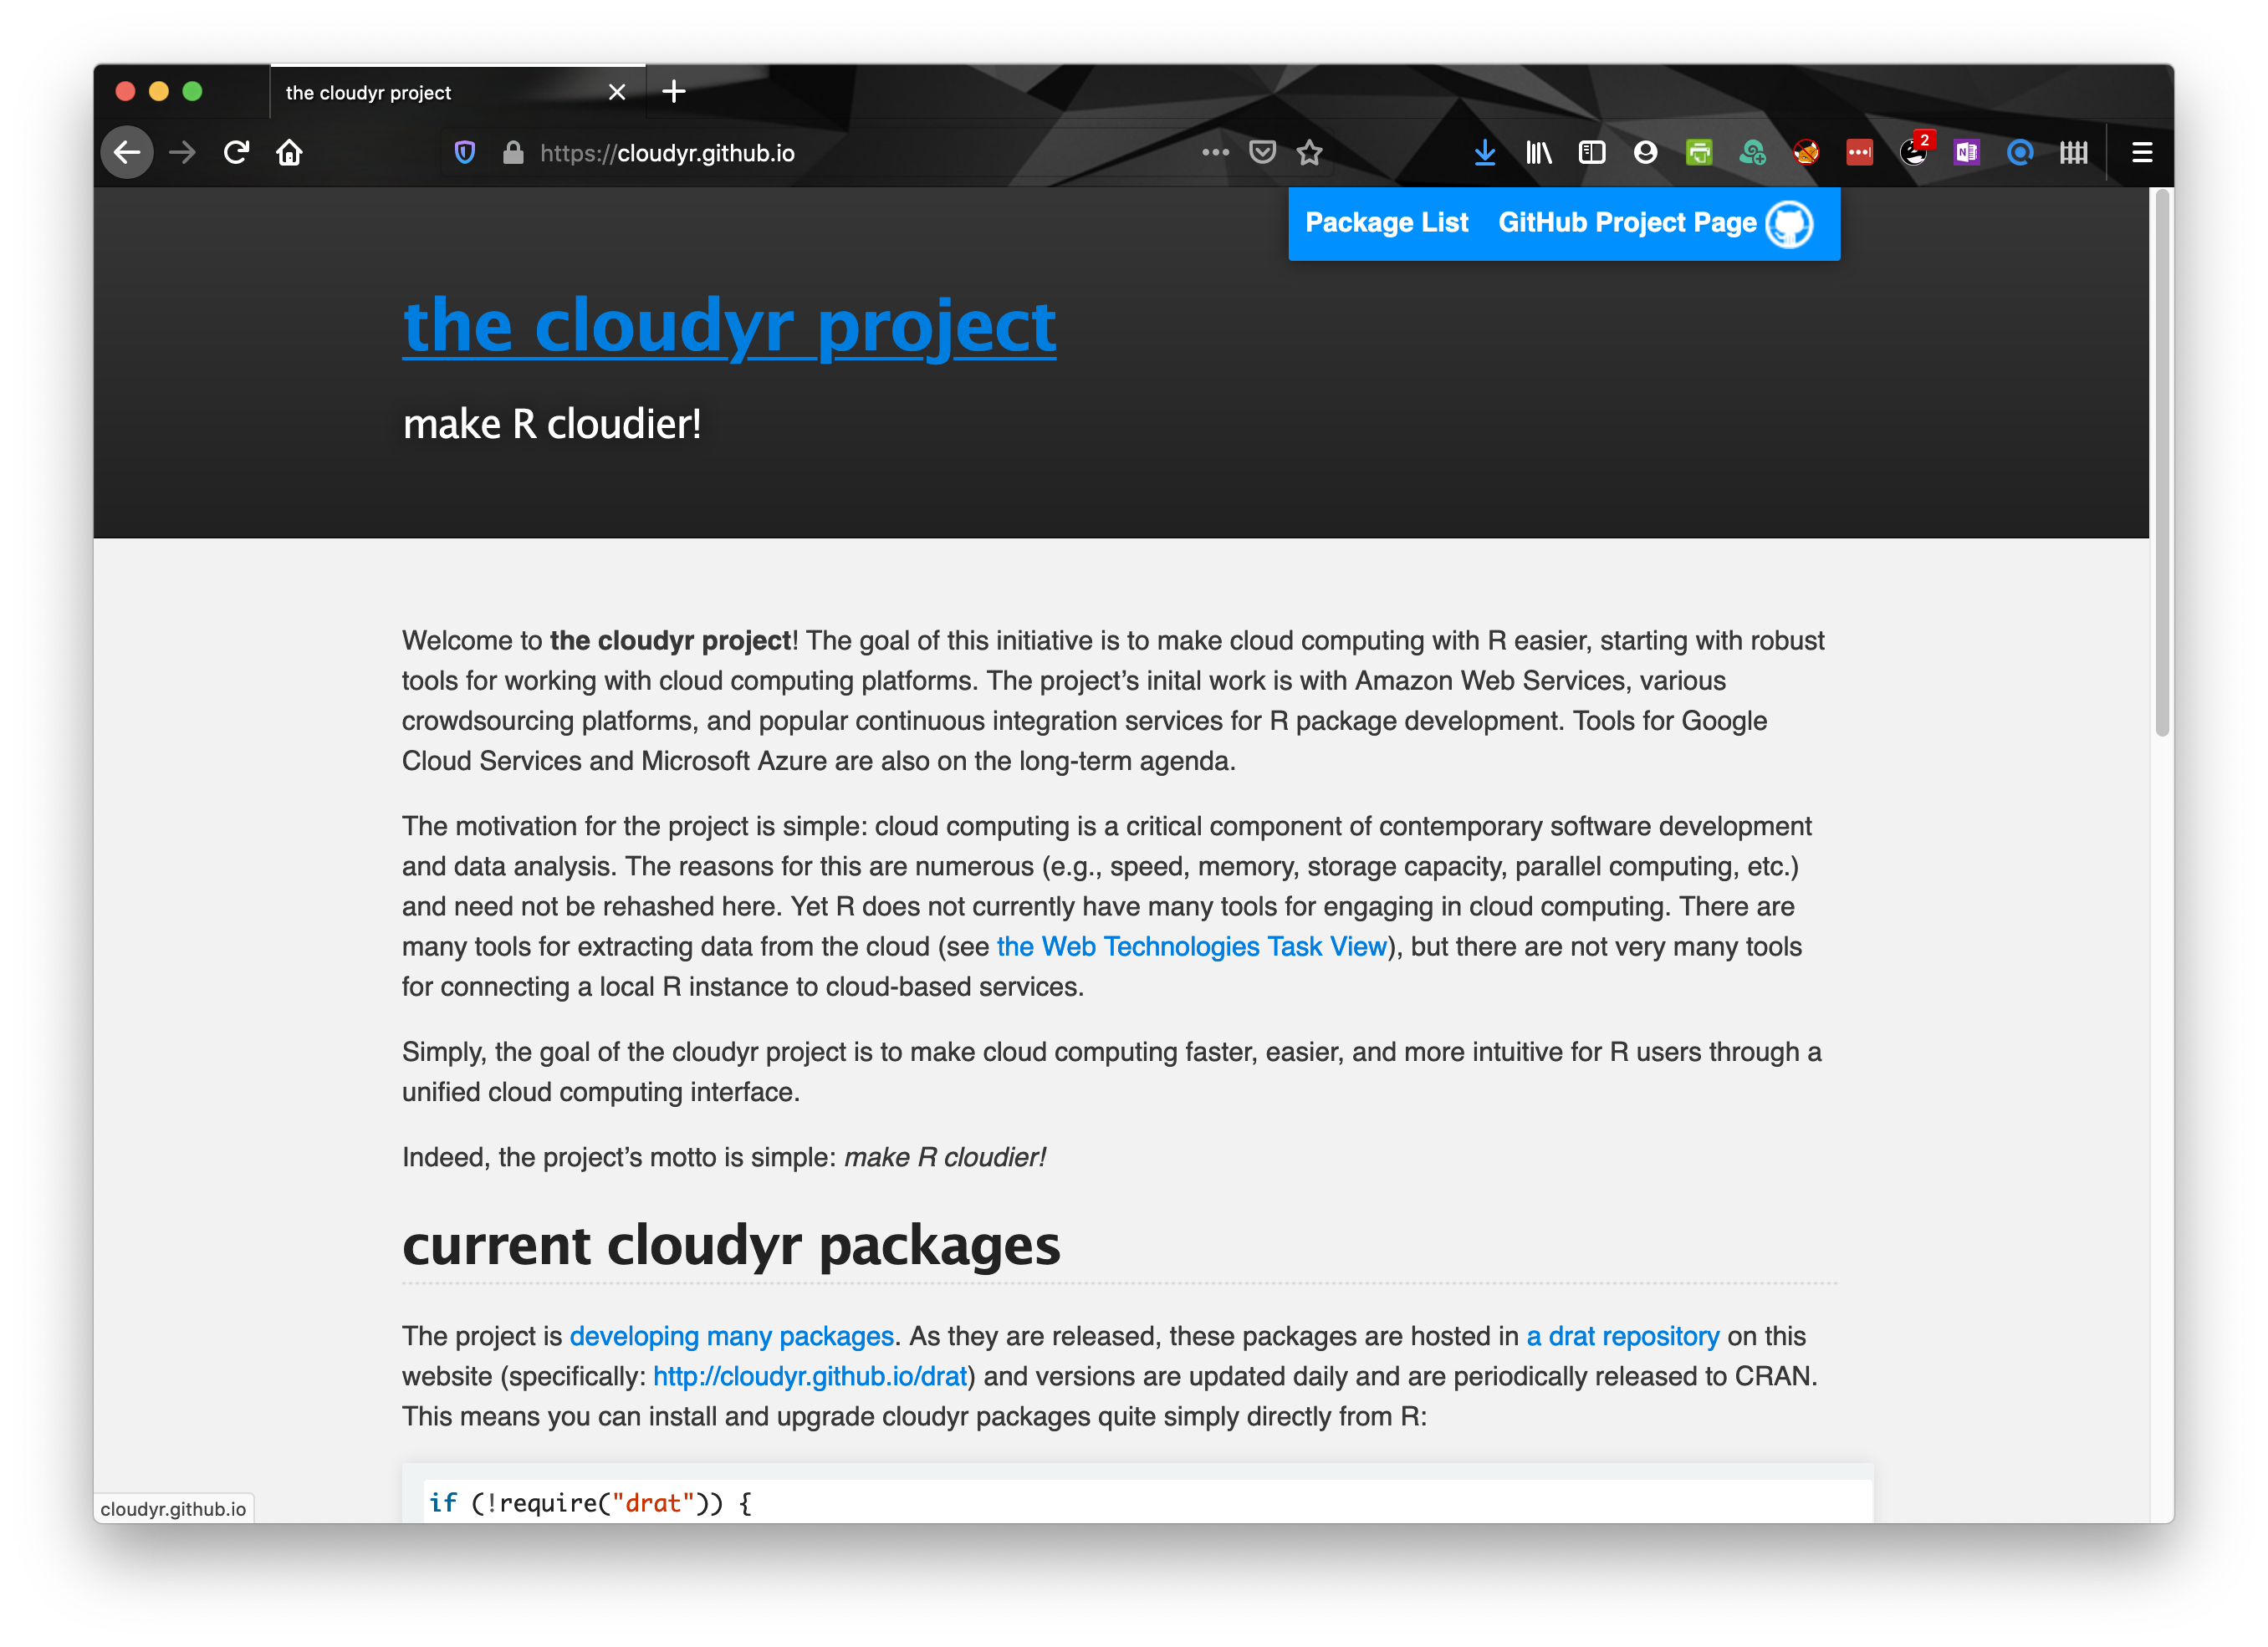 the cloudyr project
https://cloudyr.github.io
2
N
Package List GitHub Project Page
the cloudyr project
make R cloudier!
Welcome to the cloudyr project! The goal of this initiative is to make cloud computing with R easier, starting with robust
tools for working with cloud computing platforms. The project’s inital work is with Amazon Web Services, various
crowdsourcing platforms, and popular continuous integration services for R package development. Tools for Google
Cloud Services and Microsoft Azure are also on the long-term agenda.
The motivation for the project is simple: cloud computing is a critical component of contemporary software development
and data analysis. The reasons for this are numerous (e.g., speed, memory, storage capacity, parallel computing, etc.)
and need not be rehashed here. Yet R does not currently have many tools for engaging in cloud computing. There are
many tools for extracting data from the cloud (see the Web Technologies Task View), but there are not very many tools
for connecting a local R instance to cloud-based services.
Simply, the goal of the cloudyr project is to make cloud computing faster, easier, and more intuitive for R users through a
unified cloud computing interface.
Indeed, the project’s motto is simple: make R cloudier!
current cloudyr packages
The project is developing many packages. As they are released, these packages are hosted in a drat repository on this
website (specifically: http://cloudyr.github.io/drat) and versions are updated daily and are periodically released to CRAN.
This means you can install and upgrade cloudyr packages quite simply directly from R:
if (!require("drat")) {
cloudyr.github.io